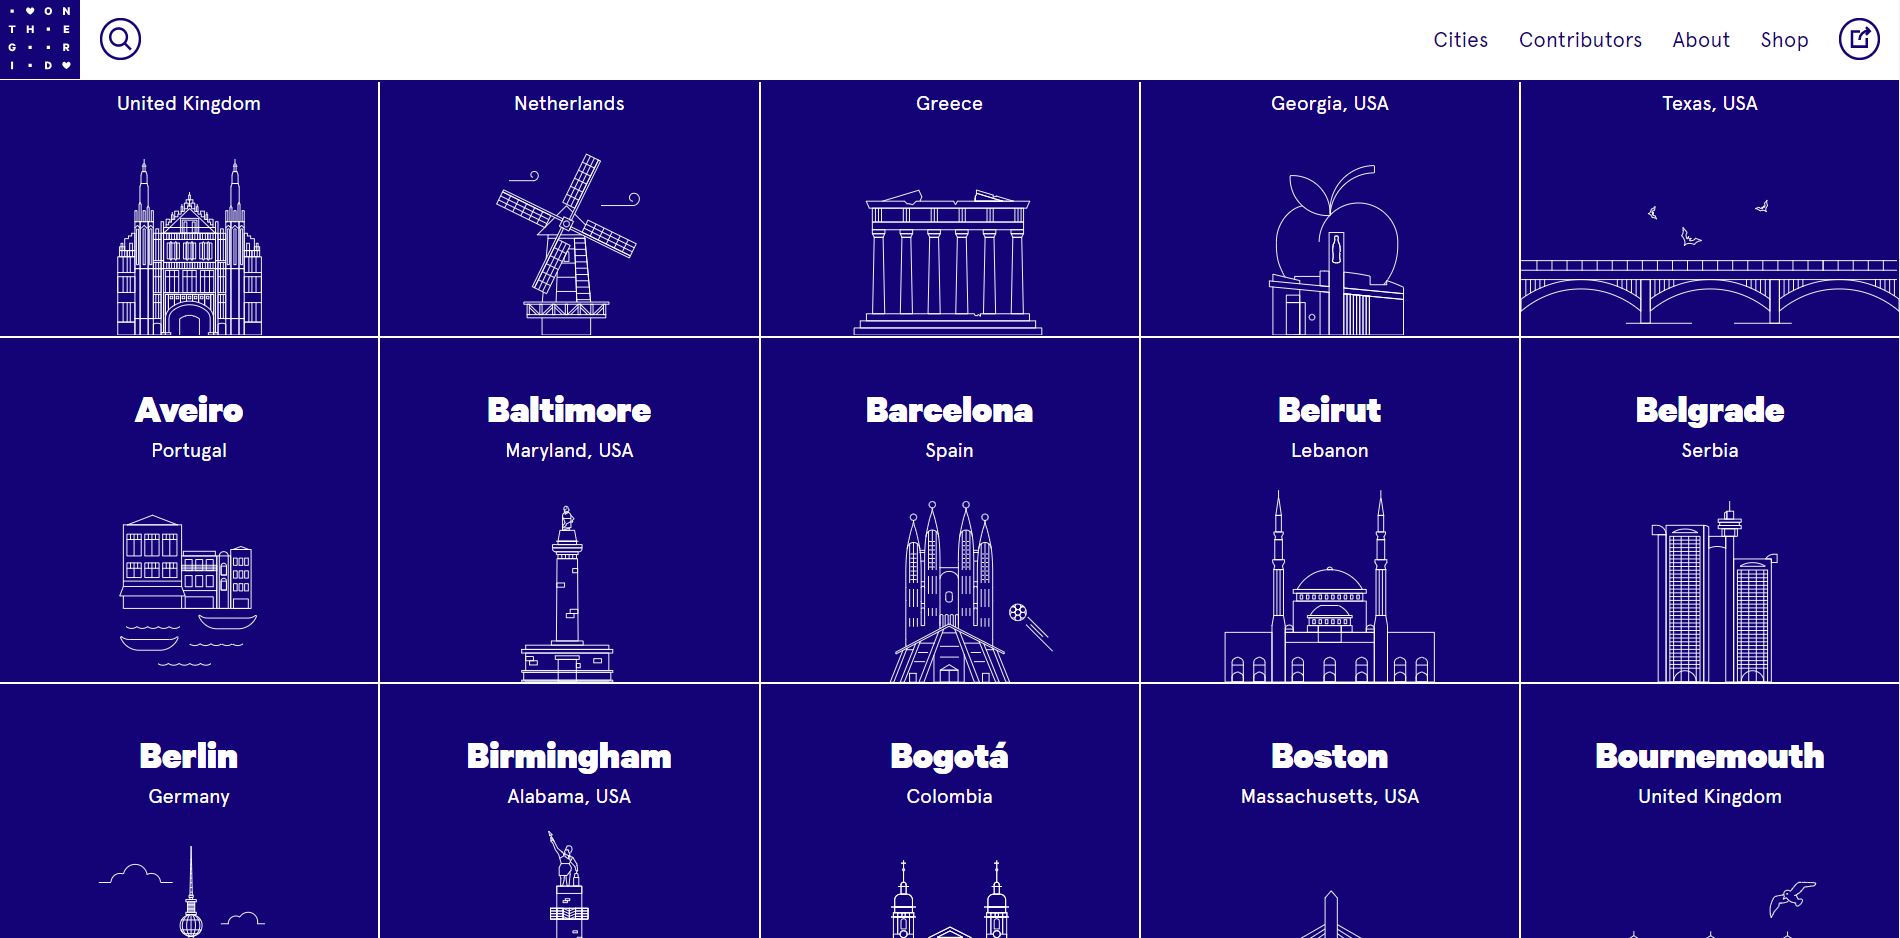 · ♥ O N
T H · E
G · · R
I · D ♥
Cities Contributors About Shop
United Kingdom
Netherlands
Greece
Georgia, USA
Texas, USA
Aveiro
Portugal
Baltimore
Maryland, USA
Barcelona
Spain
Beirut
Lebanon
Belgrade
Serbia
Berlin
Germany
Birmingham
Alabama, USA
Bogotá
Colombia
Boston
Massachusetts, USA
Bournemouth
United Kingdom